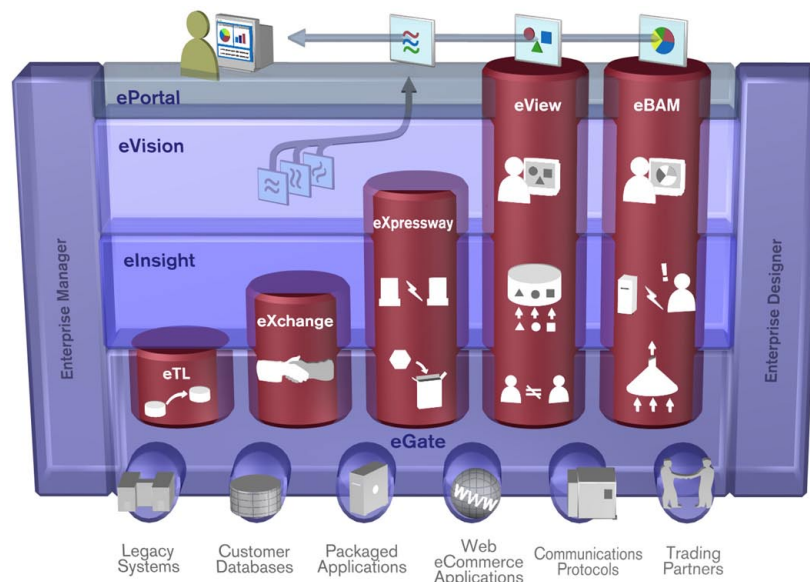 ePortal
eView
eBAM
eVision
eXpressway
eInsight
eXchange
eTL
eGate
Enterprise Manager
Enterprise Designer
WWW
Legacy
Systems
Customer
Databases
Packaged
Applications
Web
eCommerce
Applications
Communications
Protocols
Trading
Partners